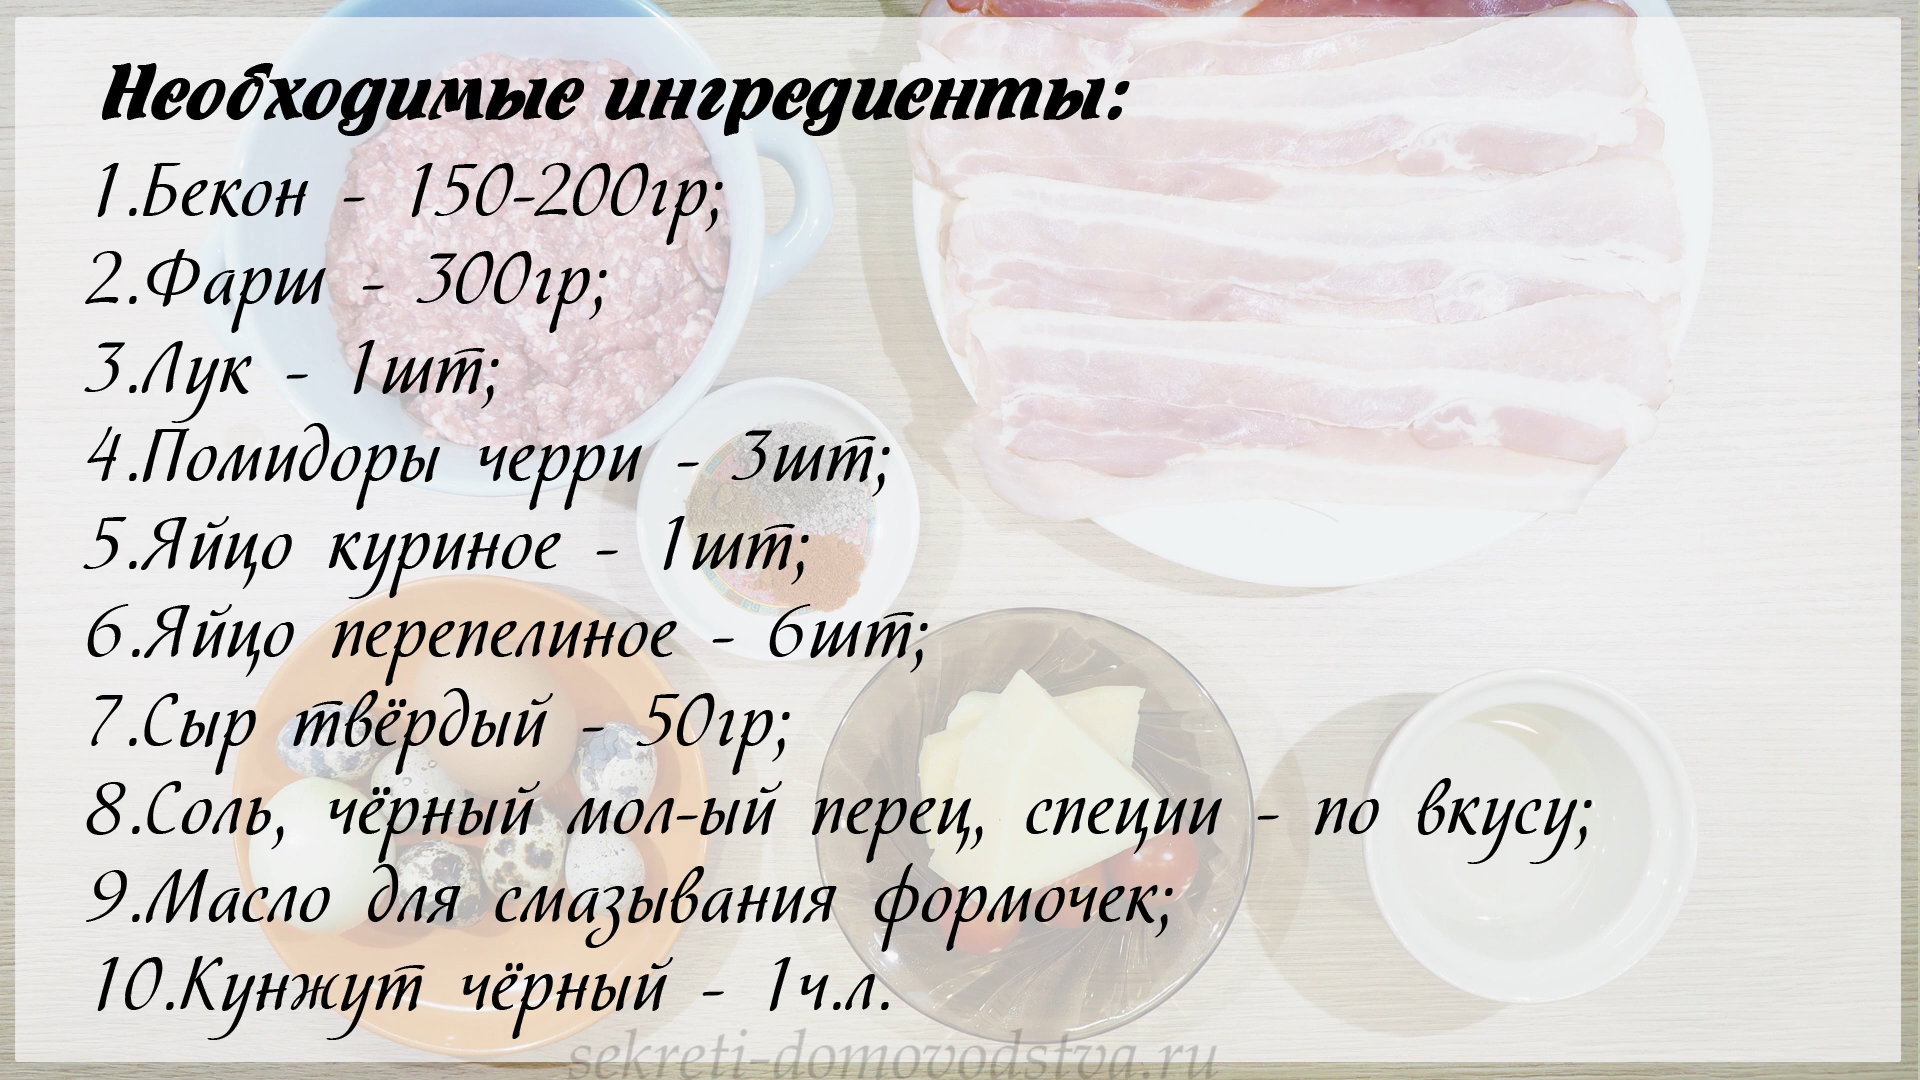 Необходимые ингредиенты:
1.Бекон - 150-200гр;
2.Фарш - 300гр;
3.Лук - 1шт;
4.Помидоры черри - 3шт;
5.Яйцо куриное - 1шт;
6.Яйцо перепелиное - 6шт;
7.Сыр твёрдый - 50гр;
8.Соль, чёрный мол-ый перец, специи - по вкусу;
9.Масло для смазывания формочек;
10.Кунжут чёрный - 1ч.л.
sekreti-domovodstva.ru